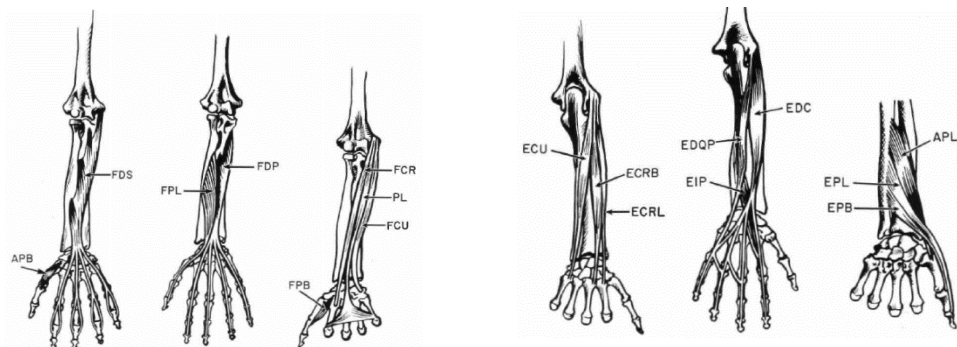 FDS
APB
FPL
FDP
FCR
PL
FCU
FPB
ECU
ECRB
ECRL
EDC
EDQP
EIP
APL
EPL
EPB